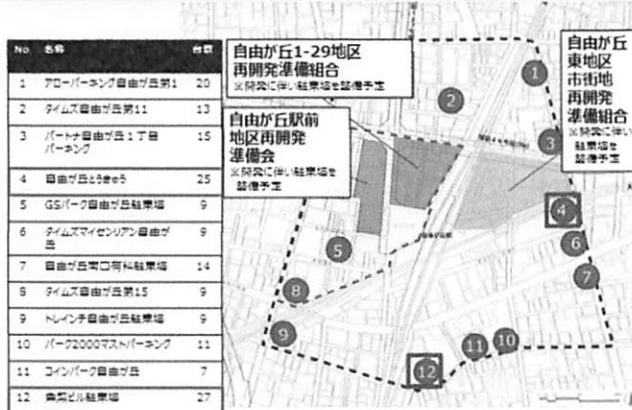 No 名称 台数
1 アローパーキング自由が丘第1 20
2 タイムズ自由が丘第11 13
3 パートナ自由が丘1丁目 15
パーキング
4 自由が丘とうきゅう 25
5 GSパーク自由が丘駐車場 9
6 タイムズマイセンリアン自由が 9
丘
7 自由が丘南口有料駐車場 14
8 タイムズ自由が丘第15 9
9 トレインチ自由が丘駐車場 9
10 パーク2000マストパーキング 11
11 コインパーク自由が丘 7
12 魚菜ビル駐車場 27
自由が丘1-29地区
再開発準備組合
※開発に伴い駐車場を整備予定
自由が丘駅前
地区再開発
準備会
※開発に伴い駐車場を
整備予定
自由が丘
東地区
市街地
再開発
準備組合
※開発に伴い
駐車場を
整備予定
1
2
3
4
5
6
7
8
9
10
11
12